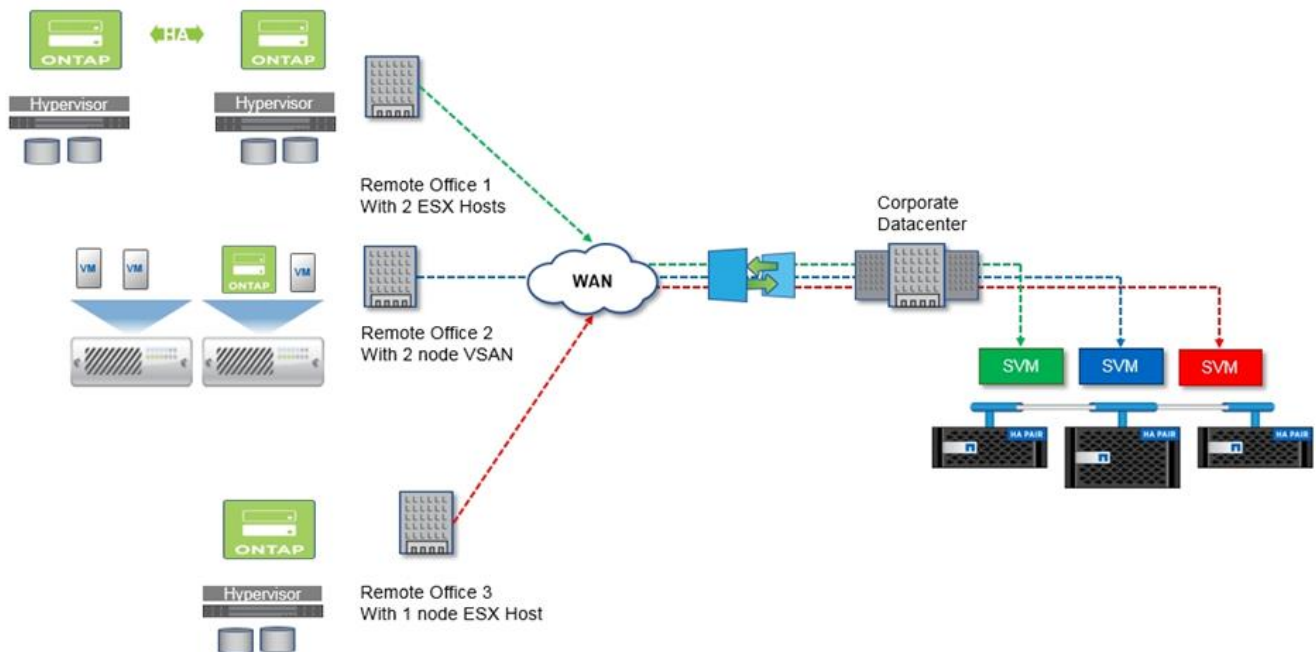 HA
ONTAP
ONTAP
Hypervisor
Hypervisor
Remote Office 1
With 2 ESX Hosts
Corporate
Datacenter
VM
VM
ONTAP
VM
WAN
Remote Office 2
With 2 node VSAN
SVM
SVM
SVM
HA PAIR
HA PAIR
HA PAIR
ONTAP
Hypervisor
Remote Office 3
With 1 node ESX Host